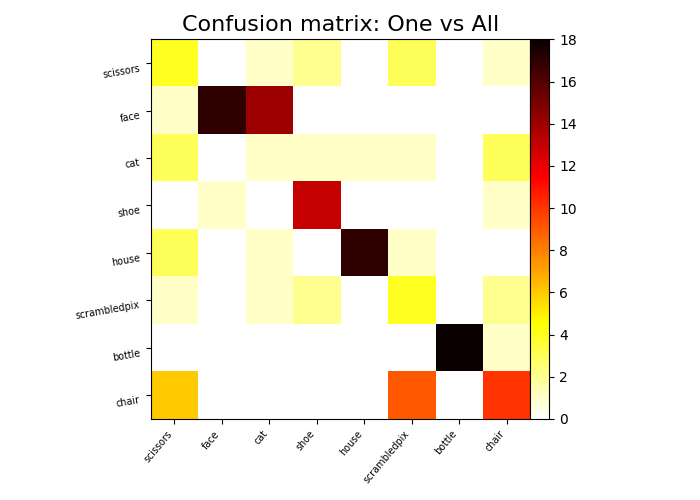 Confusion matrix: One vs All
scissors
face
cat
shoe
house
scrambledpix
bottle
chair
scissors
face
cat
shoe
house
scrambledpix
bottle
chair
18
16
14
12
10
8
6
4
2
0